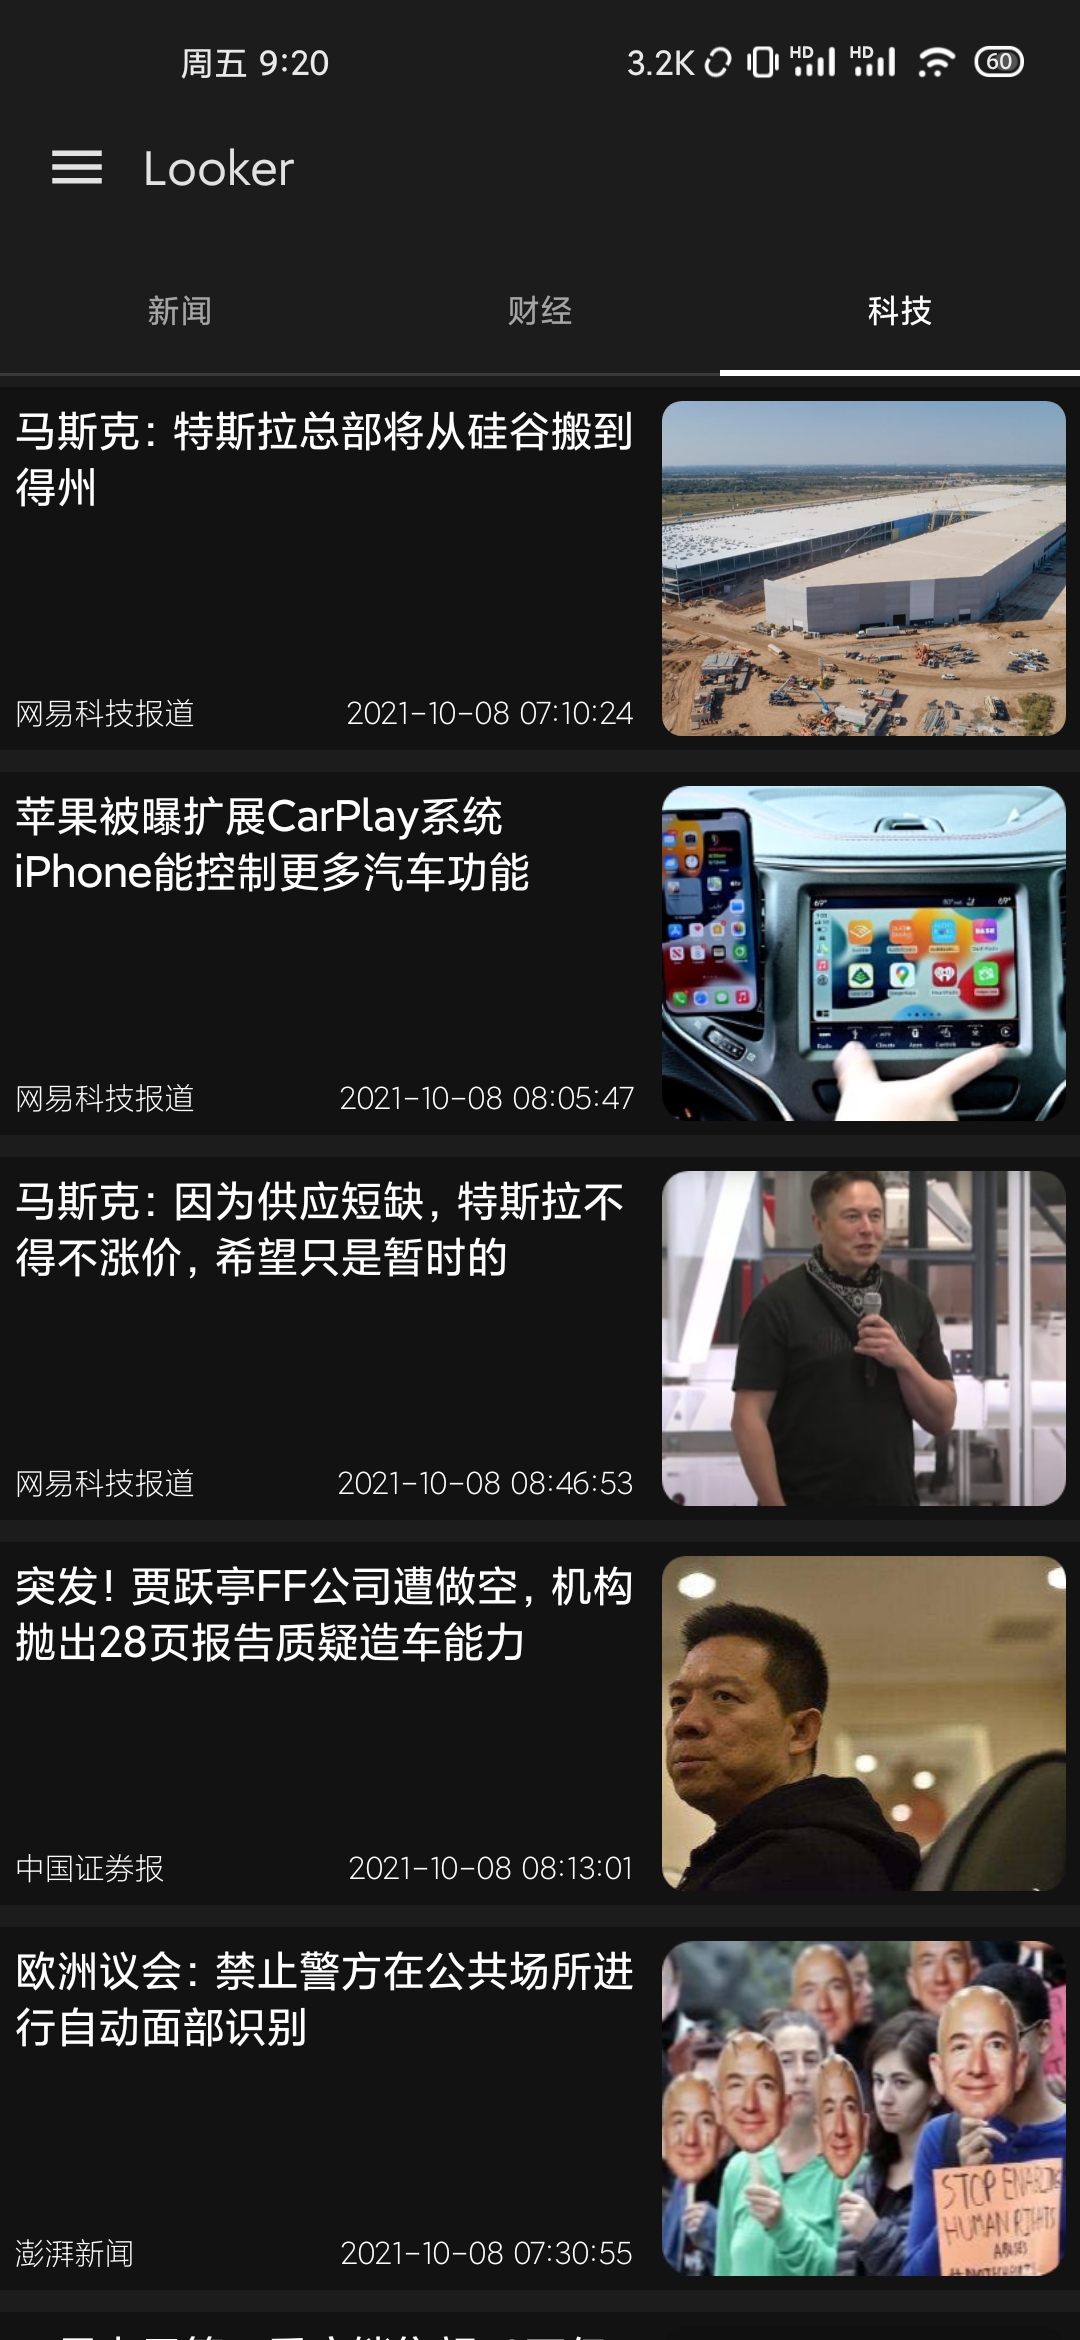 周五 9:20
3.2K
HD
HD
60
Looker
新闻
财经
科技
马斯克：特斯拉总部将从硅谷搬到
得州
网易科技报道
2021-10-08 07:10:24
苹果被曝扩展CarPlay系统
iPhone能控制更多汽车功能
网易科技报道
2021-10-08 08:05:47
69°
69°
马斯克：因为供应短缺，特斯拉不
得不涨价，希望只是暂时的
网易科技报道
2021-10-08 08:46:53
突发！贾跃亭FF公司遭做空，机构
抛出28页报告质疑造车能力
中国证券报
2021-10-08 08:13:01
欧洲议会：禁止警方在公共场所进
行自动面部识别
澎湃新闻
2021-10-08 07:30:55
STOP
HUMAN RIGHTS